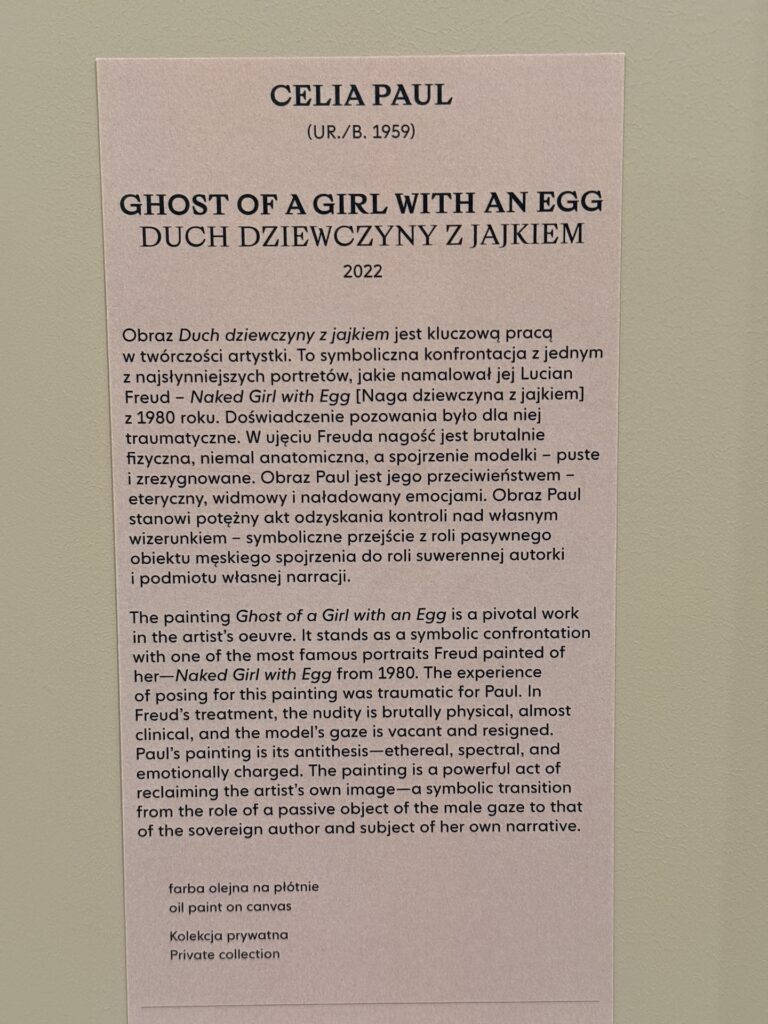 CELIA PAUL
(UR./B. 1959)
GHOST OF A GIRL WITH AN EGG
DUCH DZIEWCZYNY Z JAJKIEM
2022
Obraz Duch dziewczyny z jajkiem jest kluczową pracą
w twórczości artystki. To symboliczna konfrontacja z jednym
z najsłynniejszych portretów, jakie namalował jej Lucian
Freud – Naked Girl with Egg [Naga dziewczyna z jajkiem]
z 1980 roku. Doświadczenie pozowania było dla niej
traumatyczne. W ujęciu Freuda nagość jest brutalnie
fizyczna, niemal anatomiczna, a spojrzenie modelki – puste
i zrezygnowane. Obraz Paul jest jego przeciwieństwem –
eteryczny, widmowy i naładowany emocjami. Obraz Paul
stanowi potężny akt odzyskania kontroli nad własnym
wizerunkiem – symboliczne przejście z roli pasywnego
obiektu męskiego spojrzenia do roli suwerennej autorki
i podmiotu własnej narracji.
The painting Ghost of a Girl with an Egg is a pivotal work
in the artist's oeuvre. It stands as a symbolic confrontation
with one of the most famous portraits Freud painted of
her—Naked Girl with Egg from 1980. The experience
of posing for this painting was traumatic for Paul. In
Freud's treatment, the nudity is brutally physical, almost
clinical, and the model's gaze is vacant and resigned.
Paul's painting is its antithesis—ethereal, spectral, and
emotionally charged. The painting is a powerful act of
reclaiming the artist's own image—a symbolic transition
from the role of a passive object of the male gaze to that
of the sovereign author and subject of her own narrative.
farba olejna na płótnie
oil paint on canvas
Kolekcja prywatna
Private collection